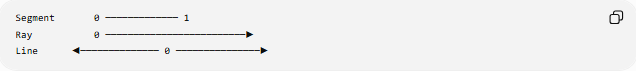 Segment 0 ───────────── 1
Ray 0 ─────────────────────────▶
Line ◀────────────── 0 ───────────────▶